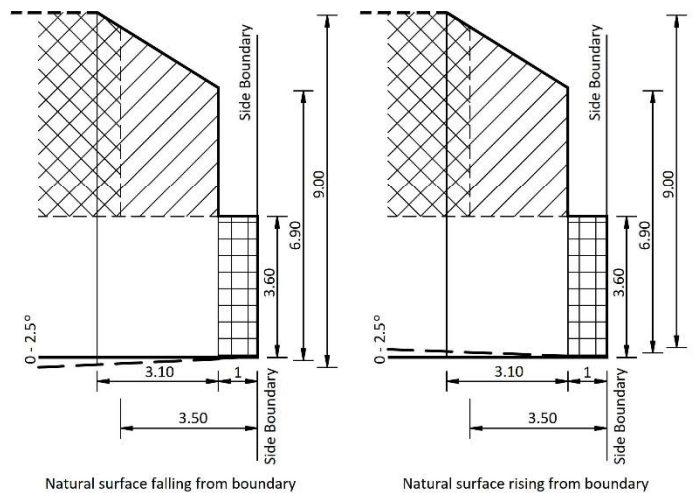 Side Boundary
9.00
6.90
3.60
0 - 2.5°
3.10
1
3.50
Side Boundary
Natural surface falling from boundary
Side Boundary
9.00
6.90
3.60
0 - 2.5°
3.10
1
3.50
Side Boundary
Natural surface rising from boundary